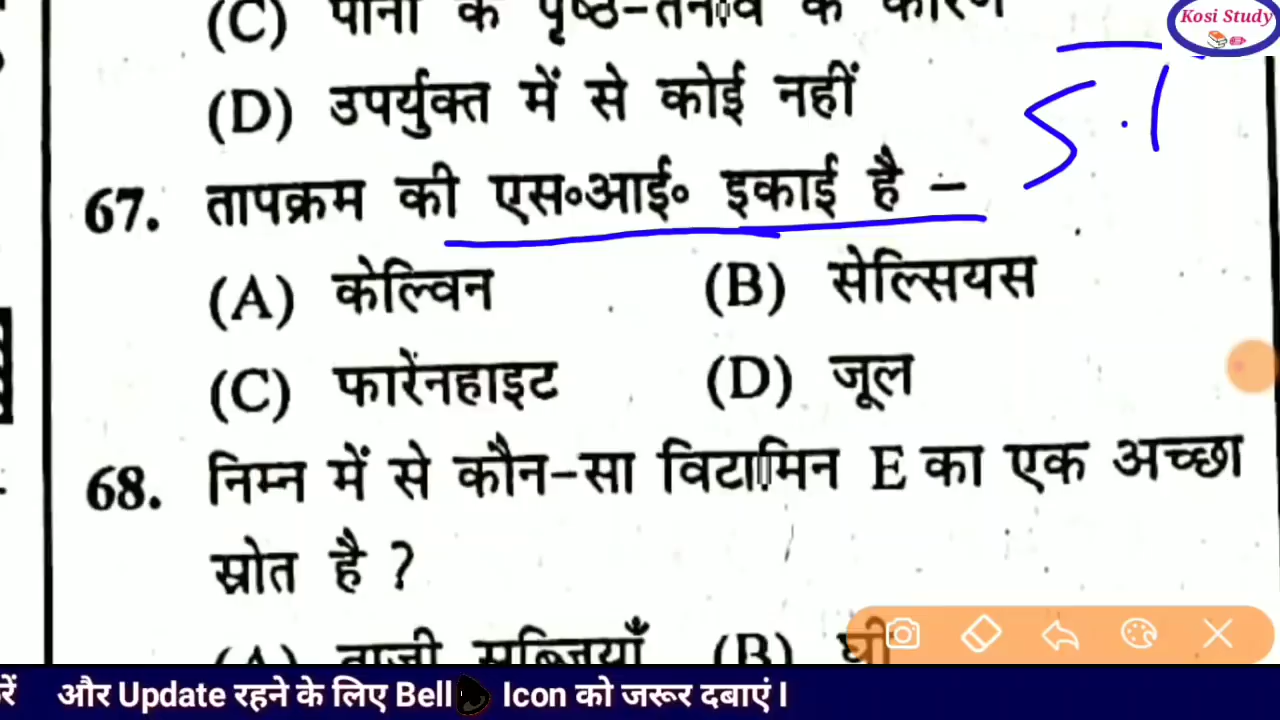 (C) पानी के पृष्ठ-तनाव के कारण
Kosi Study
(D) उपर्युक्त में से कोई नहीं
S.I
67. तापक्रम की एस॰आई॰ इकाई है –
(A) केल्विन (B) सेल्सियस
(C) फारेंनहाइट (D) जूल
68. निम्न में से कौन-सा विटामिन E का एक अच्छा
स्रोत है ?
(A) ताजी सब्जियाँ (B) घी
रें और Update रहने के लिए Bell Icon को जरूर दबाएं I